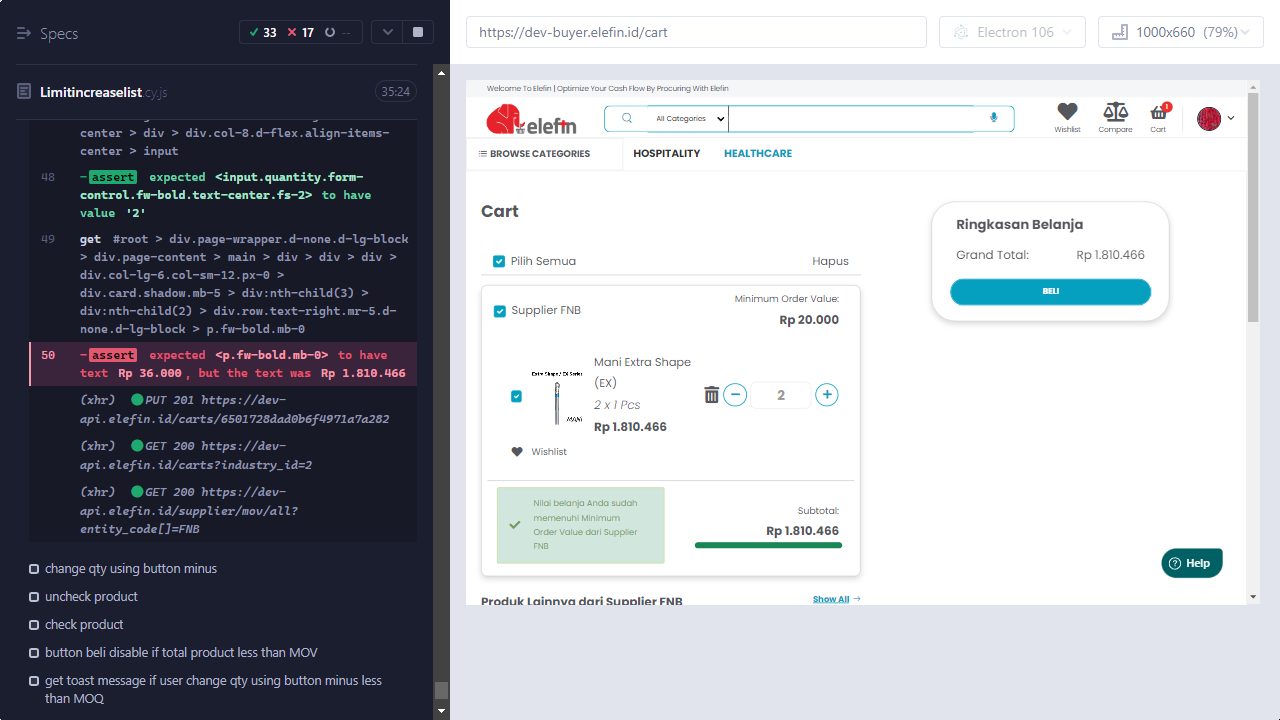 Specs
33 17 --
Limitincreaselist.cy.js
35:24
center > div > div.col-8.d-flex.align-items-
center > div.col-8.d-flex.align-items-
center > input
48 -assert expected <input.quantity.form-
control.fw-bold.text-center.fs-2> to have
value '2'
49 get #root > div.page-wrapper.d-none.d-lg-block
> div.page-content > main > div > div > div >
div.col-lg-6.col-sm-12.px-0 >
div.card.shadow.mb-5 > div:nth-child(3) >
div:nth-child(2) > div.row.text-right.mr-5.d-
none.d-lg-block > p.fw-bold.mb-0
50 -assert expected <p.fw-bold.mb-0> to have
text Rp 36.000, but the text was Rp 1.810.466
(xhr) PUT 201 https://dev-
api.elefin.id/carts/6501728dad0b6f4971a7a282
(xhr) GET 200 https://dev-
api.elefin.id/carts?industry_id=2
(xhr) GET 200 https://dev-
api.elefin.id/supplier/mov/all?
entity_code[]=FNB
change qty using button minus
uncheck product
check product
button beli disable if total product less than MOV
get toast message if user change qty using button minus less
than MOQ
https://dev-buyer.elefin.id/cart
Electron 106
1000x660 (79%)
Welcome To Elefin | Optimize Your Cash Flow By Procuring With Elefin
elefin
All Categories
Wishlist
Compare
1
Cart
BROWSE CATEGORIES
HOSPITALITY
HEALTHCARE
Cart
Pilih Semua
Hapus
Supplier FNB
Minimum Order Value:
Rp 20.000
Extra Shape / EX Series
MANI
Mani Extra Shape
(EX)
2 x 1 Pcs
Rp 1.810.466
2
Wishlist
Nilai belanja Anda sudah
memenuhi Minimum
Order Value dari Supplier
FNB
Subtotal:
Rp 1.810.466
Produk Lainnya dari Supplier FNB
Show All
Ringkasan Belanja
Grand Total: Rp 1.810.466
BELI
Help